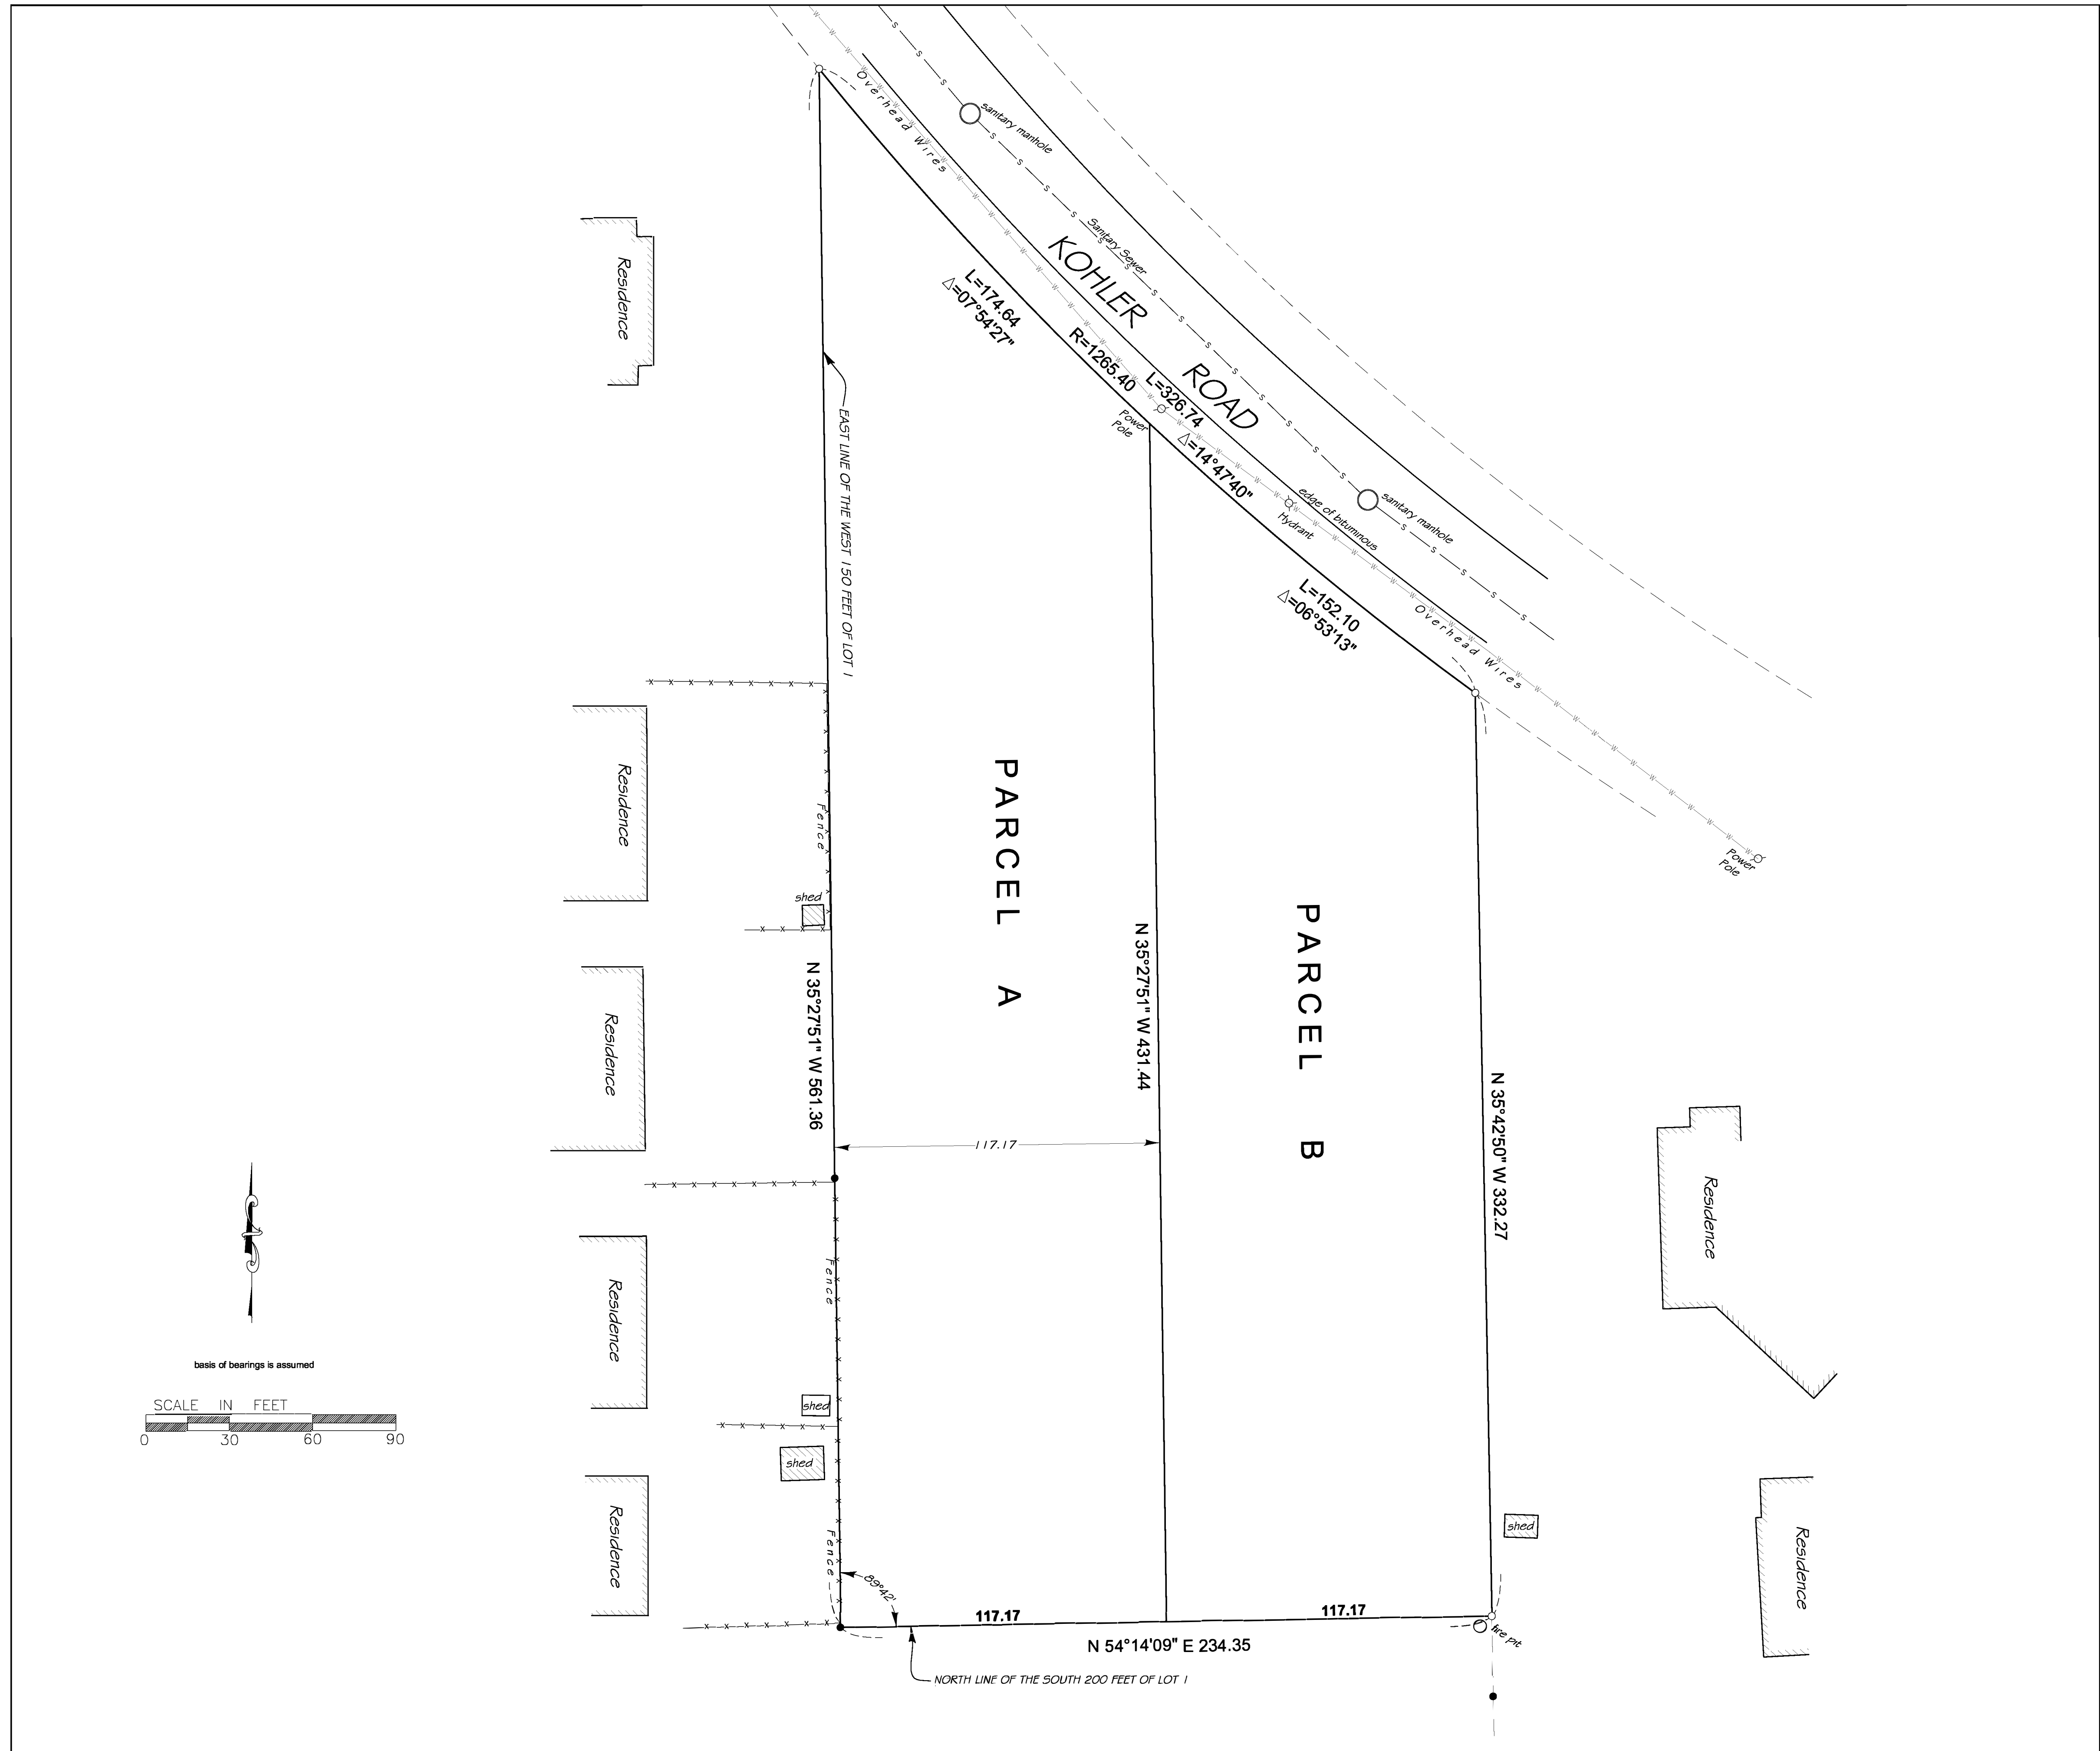 Overhead Wires
sanitary manhole
Sanitary Sewer
KOHLER
ROAD
Residence
L=174.64
△=07°54'27"
R=1265.40
L=326.74
△=14°47'40"
Power
Pole
edge of bituminous
sanitary manhole
Hydrant
EAST LINE OF THE WEST 150 FEET OF LOT 1
L=152.10
△=06°53'13"
Overhead Wires
Residence
Fence
PARCEL A
PARCEL B
Power
Pole
shed
N 35°27'51" W 561.36
N 35°27'51" W 431.44
N 35°42'50" W 332.27
Residence
117.17
Residence
Fence
Residence
basis of bearings is assumed
SCALE IN FEET
0 30 60 90
shed
shed
Residence
Fence
89°42'
shed
Residence
117.17
117.17
fire pit
N 54°14'09" E 234.35
NORTH LINE OF THE SOUTH 200 FEET OF LOT 1